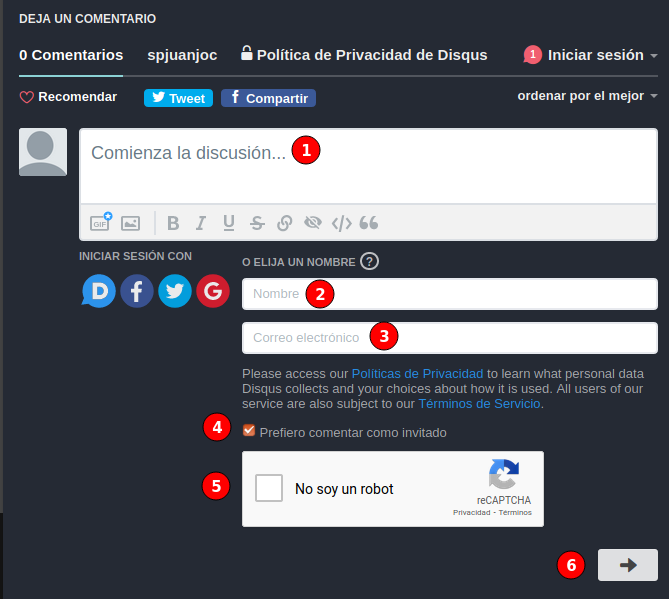 DEJA UN COMENTARIO
0 Comentarios spjuanjoc Política de Privacidad de Disqus 1 Iniciar sesión
Recomendar Tweet f Compartir ordenar por el mejor
Comienza la discusión... 1
GIF B I U S </>
INICIAR SESIÓN CON
D f G
O ELIJA UN NOMBRE ?
Nombre 2
Correo electrónico 3
Please access our Políticas de Privacidad to learn what personal data
Disqus collects and your choices about how it is used. All users of our
service are also subject to our Términos de Servicio.
4 Prefiero comentar como invitado
5 No soy un robot
reCAPTCHA
Privacidad - Términos
6